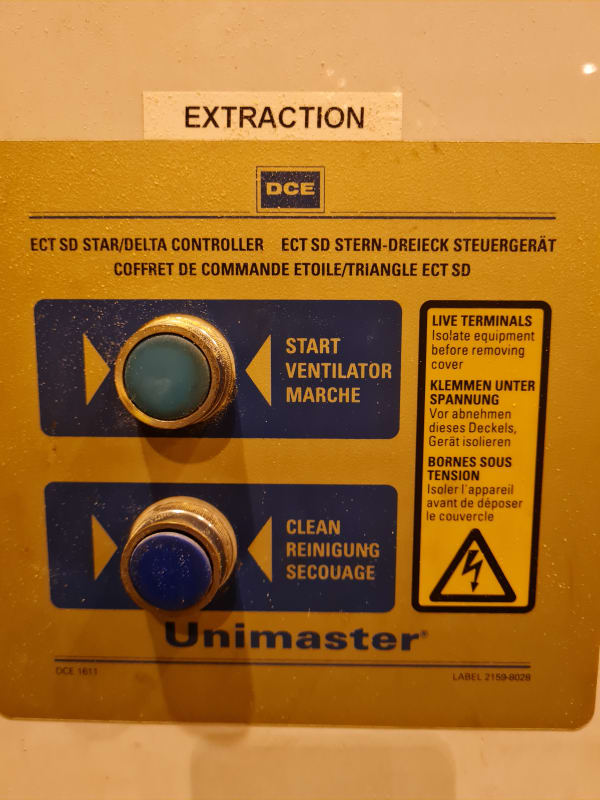 EXTRACTION
DCE
ECT SD STAR/DELTA CONTROLLER ECT SD STERN-DREIECK STEUERGERÄT
COFFRET DE COMMANDE ETOILE/TRIANGLE ECT SD
START
VENTILATOR
MARCHE
CLEAN
REINIGUNG
SECOUAGE
LIVE TERMINALS
Isolate equipment
before removing
cover
KLEMMEN UNTER
SPANNUNG
Vor abnehmen
dieses Deckels,
Gerät isolieren
BORNES SOUS
TENSION
Isoler l'appareil
avant de déposer
le couvercle
Unimaster®
DCE 1611
LABEL 2159-8028